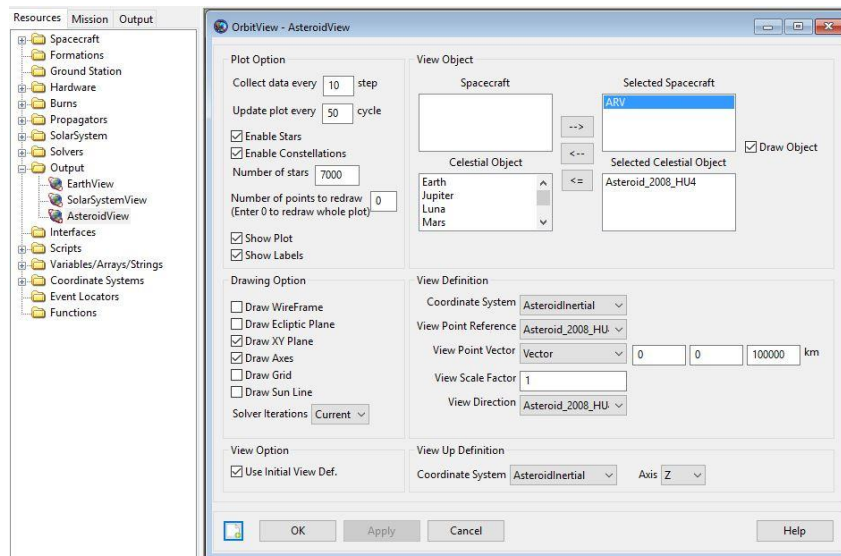 Resources Mission Output
Spacecraft
Formations
Ground Station
Hardware
Burns
Propagators
SolarSystem
Solvers
Output
EarthView
SolarSystemView
AsteroidView
Interfaces
Scripts
Variables/Arrays/Strings
Coordinate Systems
Event Locators
Functions
OrbitView - AsteroidView
Plot Option
Collect data every 10 step
Update plot every 50 cycle
Enable Stars
Enable Constellations
Number of stars 7000
Number of points to redraw 0
(Enter 0 to redraw whole plot)
Show Plot
Show Labels
View Object
Spacecraft
Selected Spacecraft
ARV
-->
<--
<=
Draw Object
Celestial Object
Earth
Jupiter
Luna
Mars
Selected Celestial Object
Asteroid_2008_HU4
Drawing Option
Draw WireFrame
Draw Ecliptic Plane
Draw XY Plane
Draw Axes
Draw Grid
Draw Sun Line
Solver Iterations Current
View Definition
Coordinate System AsteroidInertial
View Point Reference Asteroid_2008_HU
View Point Vector Vector 0 0 100000 km
View Scale Factor 1
View Direction Asteroid_2008_HU
View Option
Use Initial View Def.
View Up Definition
Coordinate System AsteroidInertial Axis Z
OK Apply Cancel Help